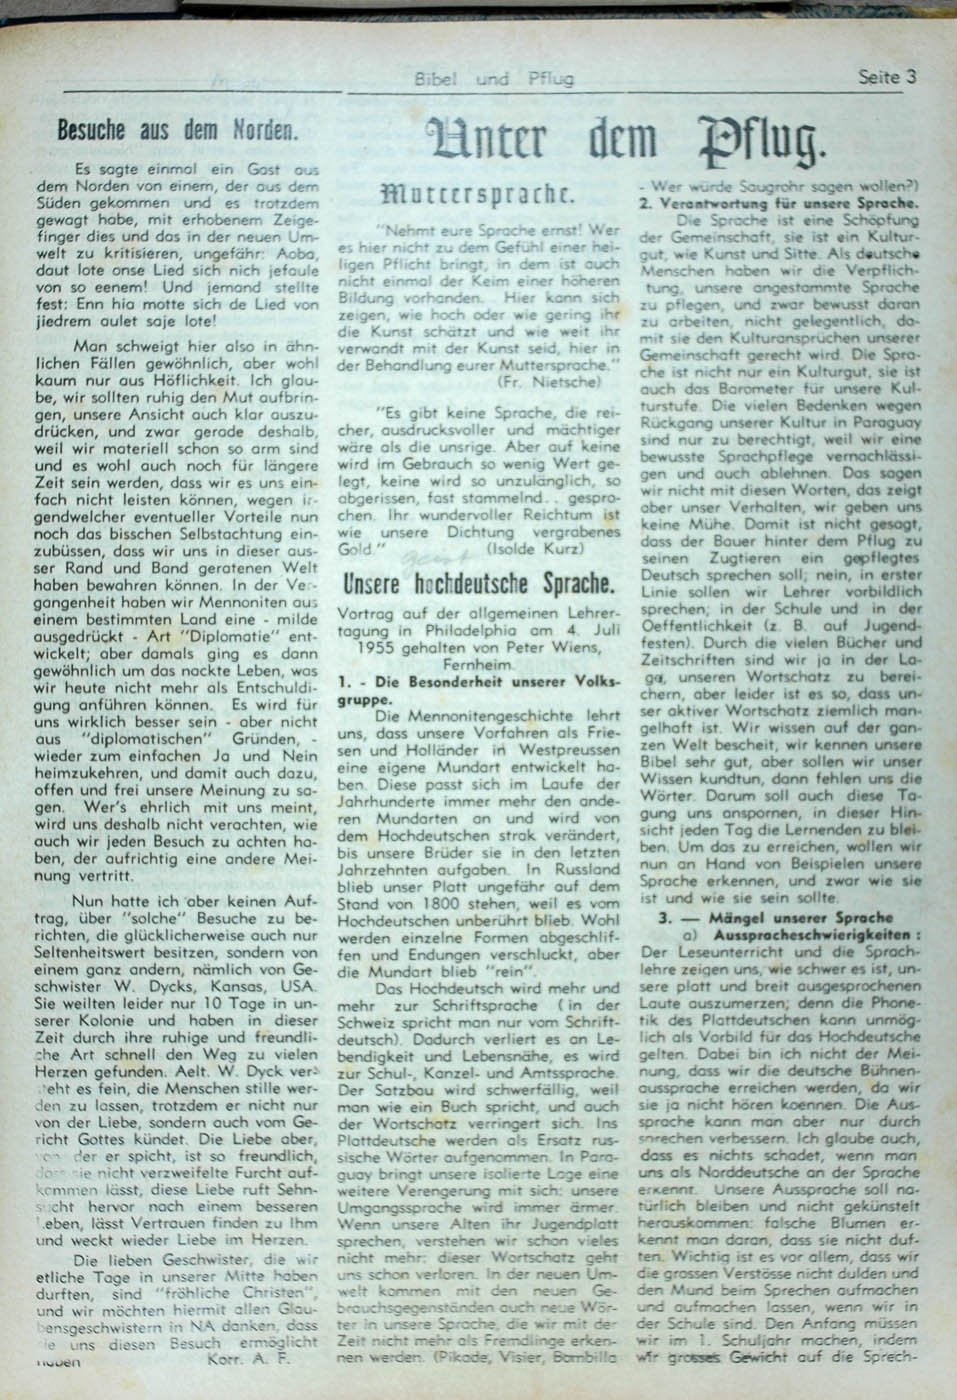 Bibel und Pflug
Seite 3
Besuche aus dem Norden.
Es sagte einmal ein Gast aus
dem Norden von einem, der aus dem
Süden gekommen und es trotzdem
gewagt habe, mit erhobenem Zeige-
finger dies und das in der neuen Um-
welt zu kritisieren, ungefähr: Aoba,
daut lote onse Lied sich nich jefaule
von so eenem! Und jemand stellte
fest: Enn hia motte sich de Lied von
jiedrem aulet saje lote!
Man schweigt hier also in ähn-
lichen Fällen gewöhnlich, aber wohl
kaum nur aus Höflichkeit. Ich glau-
be, wir sollten ruhig den Mut aufbrin-
gen, unsere Ansicht auch klar auszu-
drücken, und zwar gerade deshalb,
weil wir materiell schon so arm sind
und es wohl auch noch für längere
Zeit sein werden, dass wir es uns ein-
fach nicht leisten können, wegen ir-
gendwelcher eventueller Vorteile nun
noch das bisschen Selbstachtung ein-
zubüssen, dass wir uns in dieser aus-
ser Rand und Band geratenen Welt
haben bewahren können. In der Ver-
gangenheit haben wir Mennoniten aus
einem bestimmten Land eine - milde
ausgedrückt - Art "Diplomatie" ent-
wickelt; aber damals ging es dann
gewöhnlich um das nackte Leben, was
wir heute nicht mehr als Entschuldi-
gung anführen können. Es wird für
uns wirklich besser sein - aber nicht
aus "diplomatischen" Gründen, -
wieder zum einfachen Ja und Nein
heimzukehren, und damit auch dazu,
offen und frei unsere Meinung zu sa-
gen. Wer's ehrlich mit uns meint,
wird uns deshalb nicht verachten, wie
auch wir jeden Besuch zu achten ha-
ben, der aufrichtig eine andere Mei-
nung vertritt.
Nun hatte ich aber keinen Auf-
trag, über "solche" Besuche zu be-
richten, die glücklicherweise auch nur
Seltenheitswert besitzen, sondern von
einem ganz andern, nämlich von Ge-
schwister W. Dycks, Kansas, USA.
Sie weilten leider nur 10 Tage in un-
serer Kolonie und haben in dieser
Zeit durch ihre ruhige und freundli-
che Art schnell den Weg zu vielen
Herzen gefunden. Aelt. W. Dyck ver-
steht es fein, die Menschen stille wer-
den zu lassen, trotzdem er nicht nur
von der Liebe, sondern auch vom Ge-
richt Gottes kündet. Die Liebe aber,
von der er spicht, ist so freundlich,
dass sie nicht verzweifelte Furcht auf-
kommen lässt, diese Liebe ruft Sehn-
sucht hervor nach einem besseren
Leben, lässt Vertrauen finden zu Ihm
und weckt wieder Liebe im Herzen.
Die lieben Geschwister, die wir
etliche Tage in unserer Mitte haben
durften, sind "fröhliche Christen",
und wir möchten hiermit allen Glau-
bensgeschwistern in NA danken, dass
sie uns diesen Besuch ermöglicht
haben Korr. A. F.
Unter dem Pflug.
Muttersprache.
"Nehmt eure Sprache ernst! Wer
es hier nicht zu dem Gefühl einer hei-
ligen Pflicht bringt, in dem ist auch
nicht einmal der Keim einer höheren
Bildung vorhanden. Hier kann sich
zeigen, wie hoch oder wie gering ihr
die Kunst schätzt und wie weit ihr
verwandt mit der Kunst seid, hier in
der Behandlung eurer Muttersprache."
(Fr. Nietsche)
"Es gibt keine Sprache, die rei-
cher, ausdrucksvoller und mächtiger
wäre als die unsrige. Aber auf keine
wird im Gebrauch so wenig Wert ge-
legt, keine wird so unzulänglich, so
abgerissen, fast stammelnd.. gespro-
chen. Ihr wundervoller Reichtum ist
wie unsere Dichtung vergrabenes
Gold." (Isolde Kurz)
Unsere hochdeutsche Sprache.
Vortrag auf der allgemeinen Lehrer-
tagung in Philadelphia am 4. Juli
1955 gehalten von Peter Wiens,
Fernheim.
1. - Die Besonderheit unserer Volks-
gruppe.
Die Mennonitengeschichte lehrt
uns, dass unsere Vorfahren als Frie-
sen und Holländer in Westpreussen
eine eigene Mundart entwickelt ha-
ben. Diese passt sich im Laufe der
Jahrhunderte immer mehr den ande-
ren Mundarten an und wird von
dem Hochdeutschen strak verändert,
bis unsere Brüder sie in den letzten
Jahrzehnten aufgaben. In Russland
blieb unser Platt ungefähr auf dem
Stand von 1800 stehen, weil es vom
Hochdeutschen unberührt blieb. Wohl
werden einzelne Formen abgeschlif-
fen und Endungen verschluckt, aber
die Mundart blieb "rein".
Das Hochdeutsch wird mehr und
mehr zur Schriftsprache (in der
Schweiz spricht man nur vom Schrift-
deutsch). Dadurch verliert es an Le-
bendigkeit und Lebensnähe, es wird
zur Schul-, Kanzel- und Amtssprache.
Der Satzbau wird schwerfällig, weil
man wie ein Buch spricht, und auch
der Wortschatz verringert sich. Ins
Plattdeutsche werden als Ersatz rus-
sische Wörter aufgenommen. In Para-
guay bringt unsere isolierte Lage eine
weitere Verengerung mit sich: unsere
Umgangssprache wird immer ärmer.
Wenn unsere Alten ihr Jugendplatt
sprechen, verstehen wir schon vieles
nicht mehr: dieser Wortschatz geht
uns schon verloren. In der neuen Um-
welt kommen mit den neuen Ge-
brauchsgegenständen auch neue Wör-
ter in unsere Sprache, die wir mit der
Zeit nicht mehr als Fremdlinge erken-
nen werden. (Pikade, Visier, Bombilla
- Wer würde Saugrohr sagen wollen?)
2. Verantwortung für unsere Sprache.
Die Sprache ist eine Schöpfung
der Gemeinschaft, sie ist ein Kultur-
gut, wie Kunst und Sitte. Als deutsche
Menschen haben wir die Verpflich-
tung, unsere angestammte Sprache
zu pflegen, und zwar bewusst daran
zu arbeiten, nicht gelegentlich, da-
mit sie den Kulturansprüchen unserer
Gemeinschaft gerecht wird. Die Spra-
che ist nicht nur ein Kulturgut, sie ist
auch das Barometer für unsere Kul-
turstufe. Die vielen Bedenken wegen
Rückgang unserer Kultur in Paraguay
sind nur zu berechtigt, weil wir eine
bewusste Sprachpflege vernachlässi-
gen und auch ablehnen. Das sagen
wir nicht mit diesen Worten, das zeigt
aber unser Verhalten, wir geben uns
keine Mühe. Damit ist nicht gesagt,
dass der Bauer hinter dem Pflug zu
seinen Zugtieren ein gepflegtes
Deutsch sprechen soll; nein, in erster
Linie sollen wir Lehrer vorbildlich
sprechen; in der Schule und in der
Oeffentlichkeit (z. B. auf Jugend-
festen). Durch die vielen Bücher und
Zeitschriften sind wir ja in der La-
ge, unseren Wortschatz zu berei-
chern, aber leider ist es so, dass un-
ser aktiver Wortschatz ziemlich man-
gelhaft ist. Wir wissen auf der gan-
zen Welt bescheit, wir kennen unsere
Bibel sehr gut, aber sollen wir unser
Wissen kundtun, dann fehlen uns die
Wörter. Darum soll auch diese Ta-
gung uns anspornen, in dieser Hin-
sicht jeden Tag die Lernenden zu blei-
ben. Um das zu erreichen, wollen wir
nun an Hand von Beispielen unsere
Sprache erkennen, und zwar wie sie
ist und wie sie sein sollte.
3. — Mängel unserer Sprache
a) Ausspracheschwierigkeiten :
Der Leseunterricht und die Sprach-
lehre zeigen uns, wie schwer es ist, un-
sere platt und breit ausgesprochenen
Laute auszumerzen; denn die Phone-
tik des Plattdeutschen kann unmög-
lich als Vorbild für das Hochdeutsche
gelten. Dabei bin ich nicht der Mei-
nung, dass wir die deutsche Bühnen-
aussprache erreichen werden, da wir
sie ja nicht hören koennen. Die Aus-
sprache kann man aber nur durch
sprechen verbessern. Ich glaube auch,
dass es nichts schadet, wenn man
uns als Norddeutsche an der Sprache
erkennt. Unsere Aussprache soll na-
türlich bleiben und nicht gekünstelt
herauskommen: falsche Blumen er-
kennt man daran, dass sie nicht duf-
ten. Wichtig ist es vor allem, dass wir
die grossen Verstösse nicht dulden und
den Mund beim Sprechen aufmachen
und aufmachen lassen, wenn wir in
der Schule sind. Den Anfang müssen
wir im 1. Schuljahr machen, indem
wir grosses Gewicht auf die Sprech-